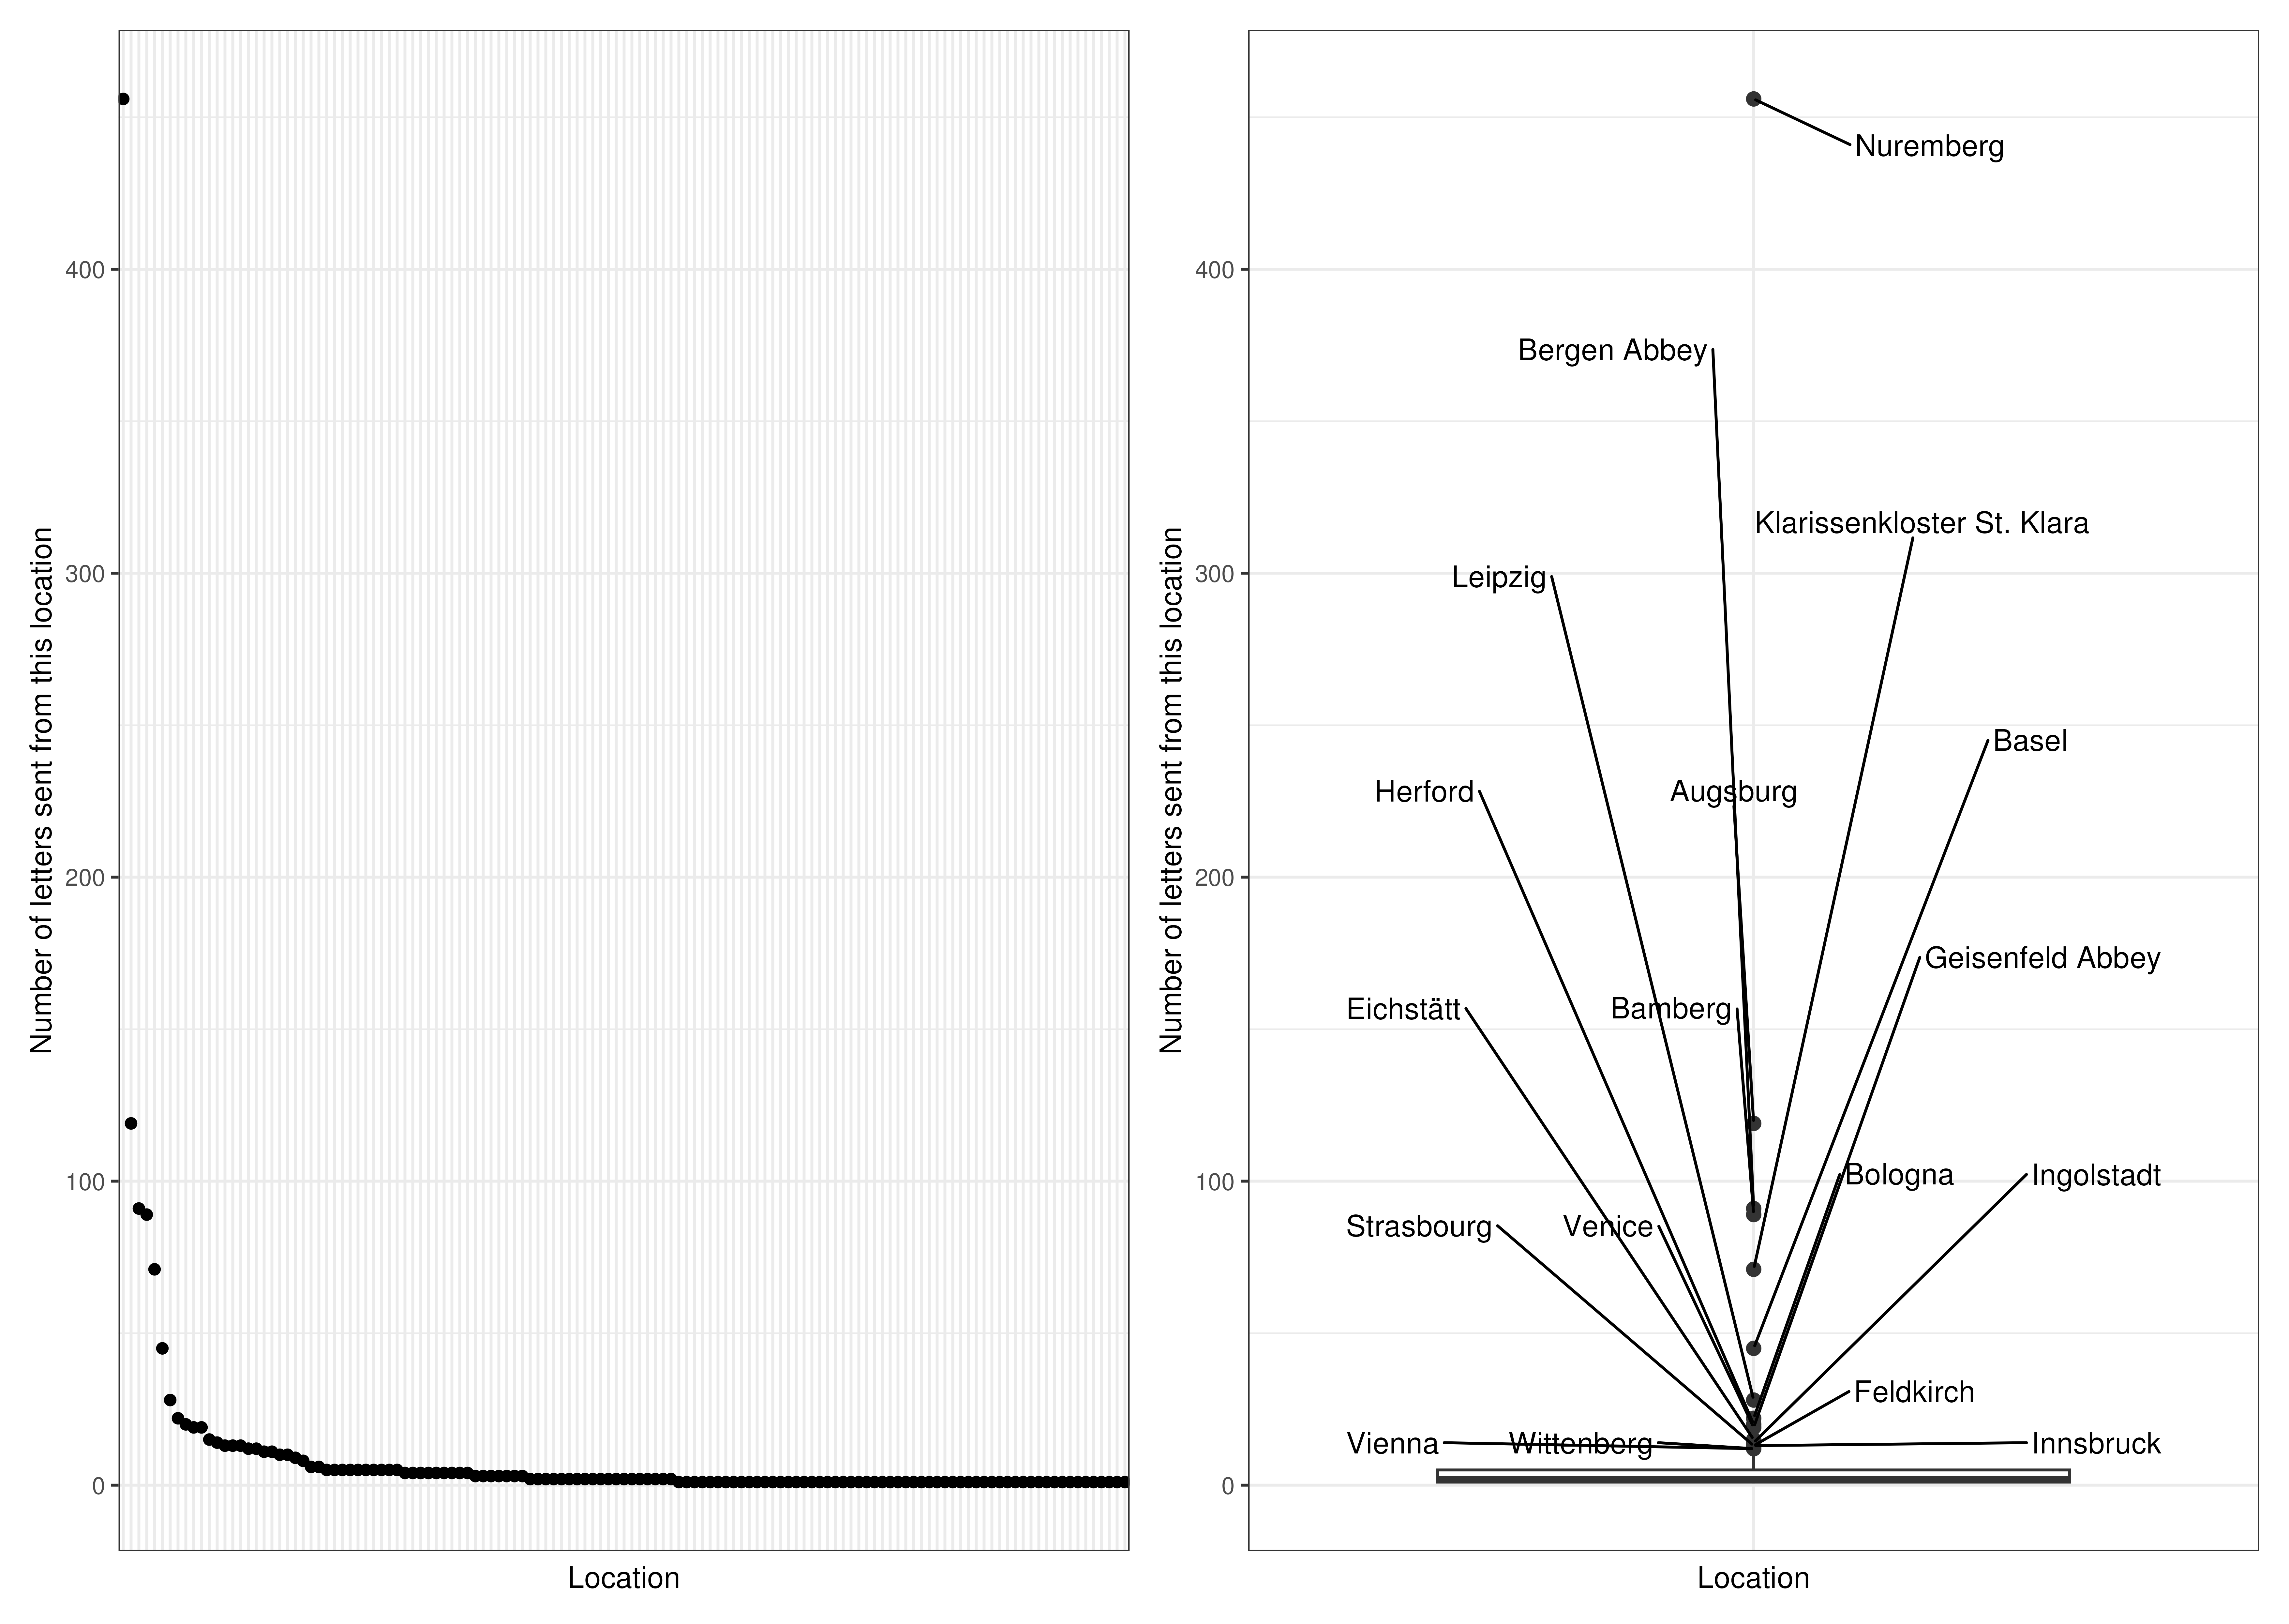 Number of letters sent from this location
400
300
200
100
0
Location
Number of letters sent from this location
400
300
200
100
0
Nuremberg
Bergen Abbey
Klarissenkloster St. Klara
Leipzig
Basel
Herford
Augsburg
Geisenfeld Abbey
Eichstätt
Bamberg
Bologna
Ingolstadt
Strasbourg
Venice
Feldkirch
Vienna
Wittenberg
Innsbruck
Location